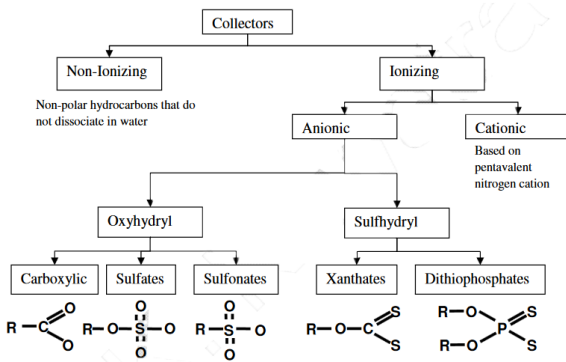 Collectors
Non-Ionizing
Ionizing
Non-polar hydrocarbons that do
not dissociate in water
Anionic
Cationic
Based on
pentavalent
nitrogen cation
Oxyhydryl
Sulfhydryl
Carboxylic
Sulfates
Sulfonates
Xanthates
Dithiophosphates
O
R C
O
O
R O S O
O
O
R S O
O
S
R O C
S
R O S
P
R O S